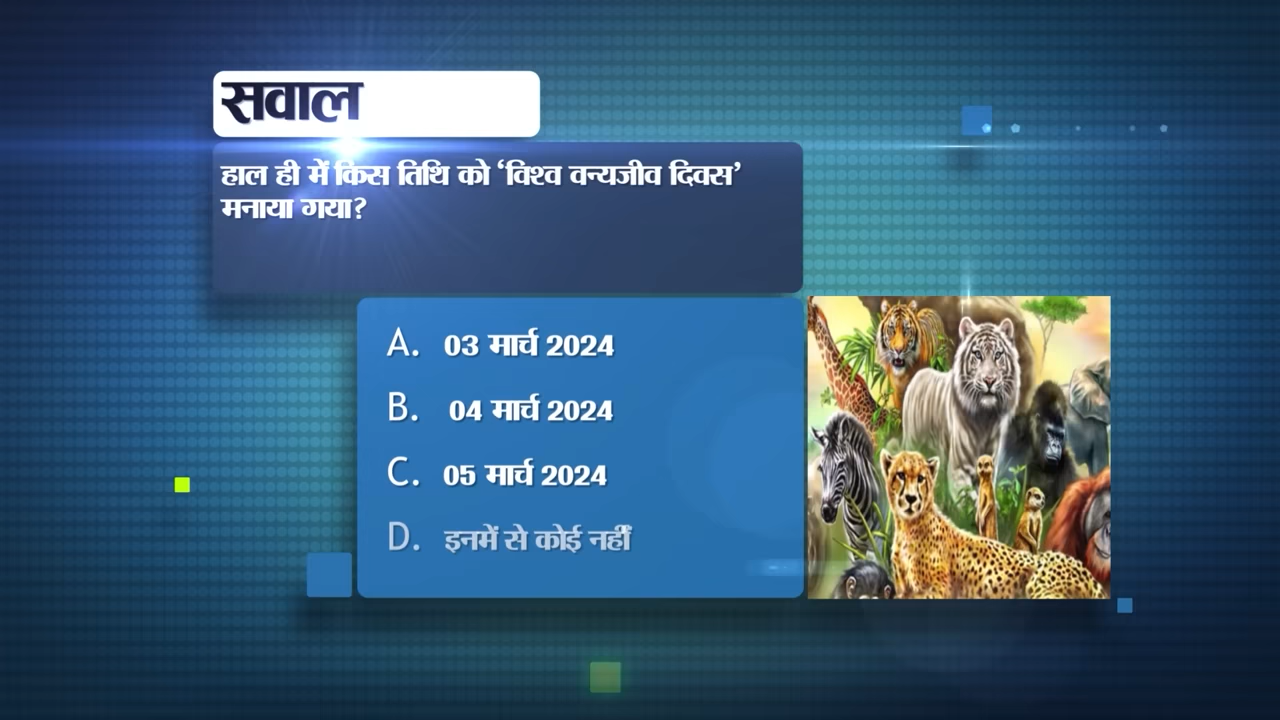 सवाल
हाल ही में किस तिथि को ‘विश्व वन्यजीव दिवस’
मनाया गया?
A. 03 मार्च 2024
B. 04 मार्च 2024
C. 05 मार्च 2024
D. इनमें से कोई नहीं